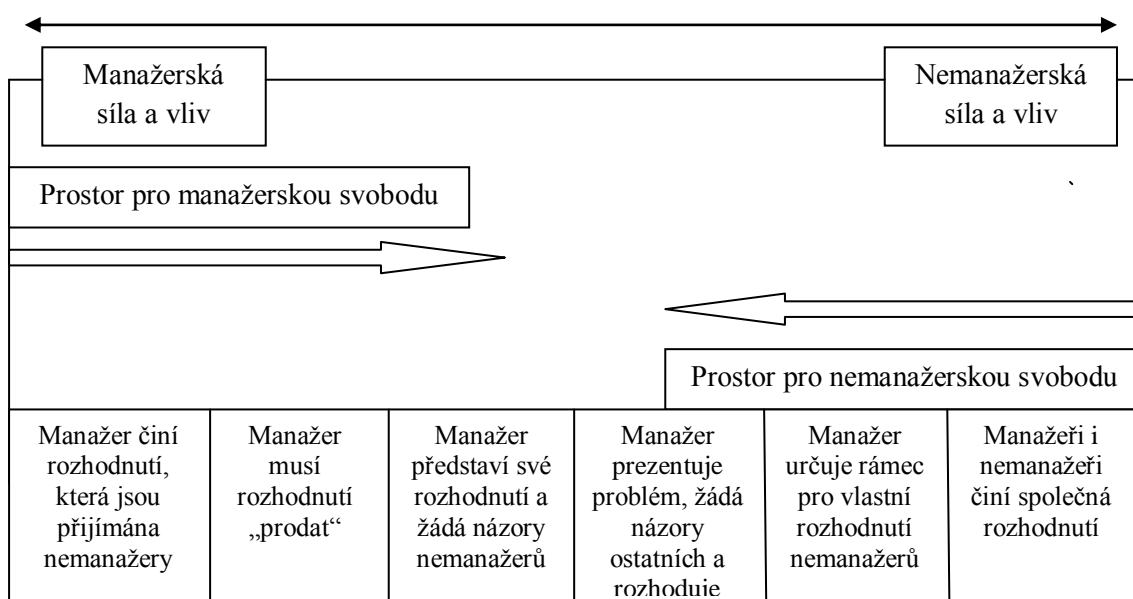 Manažerská
síla a vliv
Nemanažerská
síla a vliv
Prostor pro manažerskou svobodu
Prostor pro nemanažerskou svobodu
Manažer činí
rozhodnutí,
která jsou
přijímána
nemanažery
Manažer
musí
rozhodnutí
„prodat“
Manažer
představí své
rozhodnutí a
žádá názory
nemanažerů
Manažer
prezentuje
problém, žádá
názory
ostatních a
rozhoduje
Manažer
určuje rámec
pro vlastní
rozhodnutí
nemanažerů
Manažeři i
nemanažeři
činí společná
rozhodnutí